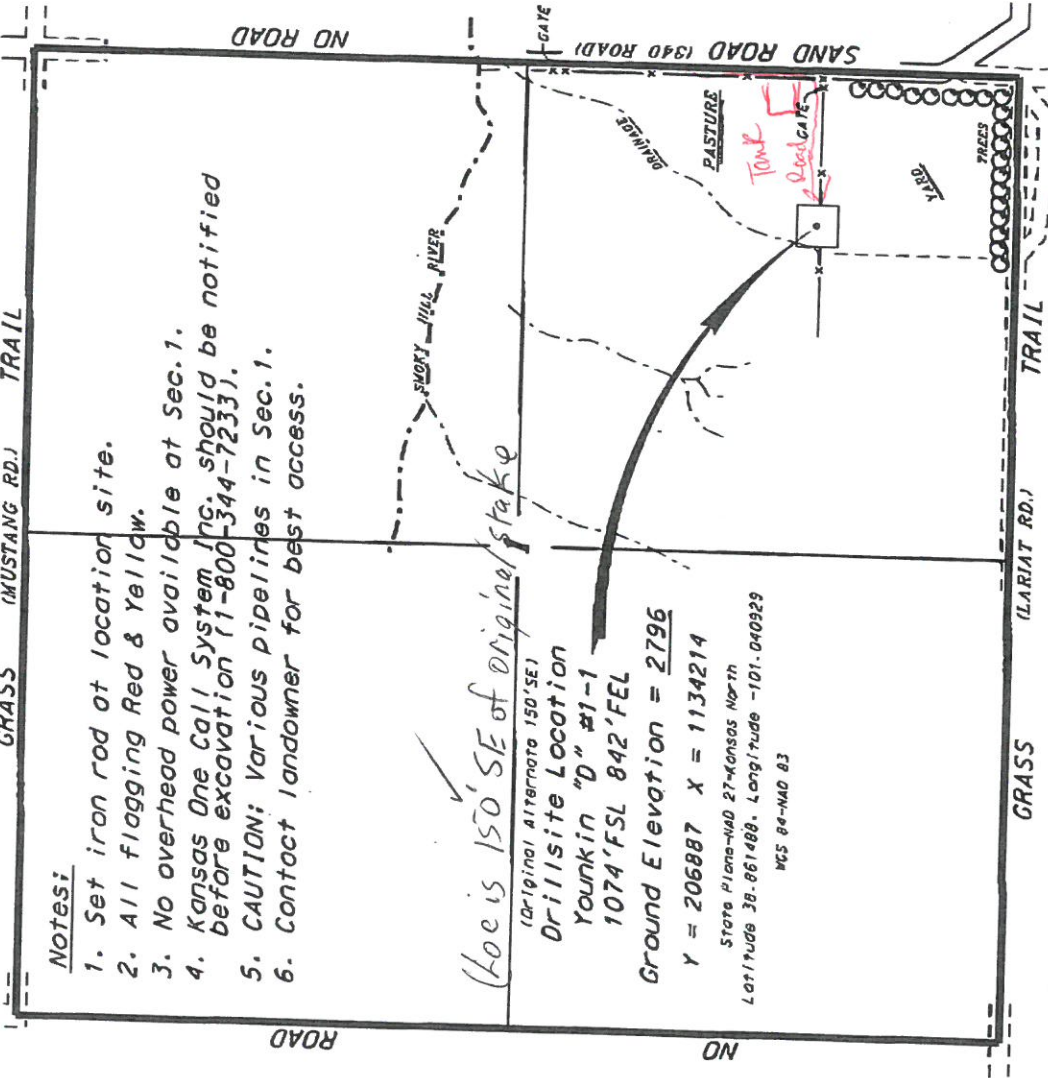 GRASS (MUSTANG RD.) TRAIL
NO ROAD
Notes:
1. Set iron rod at location site.
2. All flagging Red & Yellow.
3. No overhead power available at Sec. 1.
4. Kansas One Call System Inc. should be notified
before excavation (1-800-344-7233).
5. CAUTION: Various pipelines in Sec. 1.
6. Contact landowner for best access.
SMOKY HILL RIVER
(Loc is 150' SE of original stake
GATE
SAND ROAD (340 ROAD)
DRAINAGE
PASTURE
Tank
Road
GATE
YARD
TREES
1
(Original Alternate 150'SE)
Drillsite Location
Younkin "D" #1-1
1074'FSL 842'FEL
Ground Elevation = 2796
Y = 206887 X = 1134214
State Plane-NAD 27-Kansas North
Latitude 38.861488. Longitude -101.040929
WGS 84-NAD 83
NO ROAD
GRASS (LARIAT RD.) TRAIL